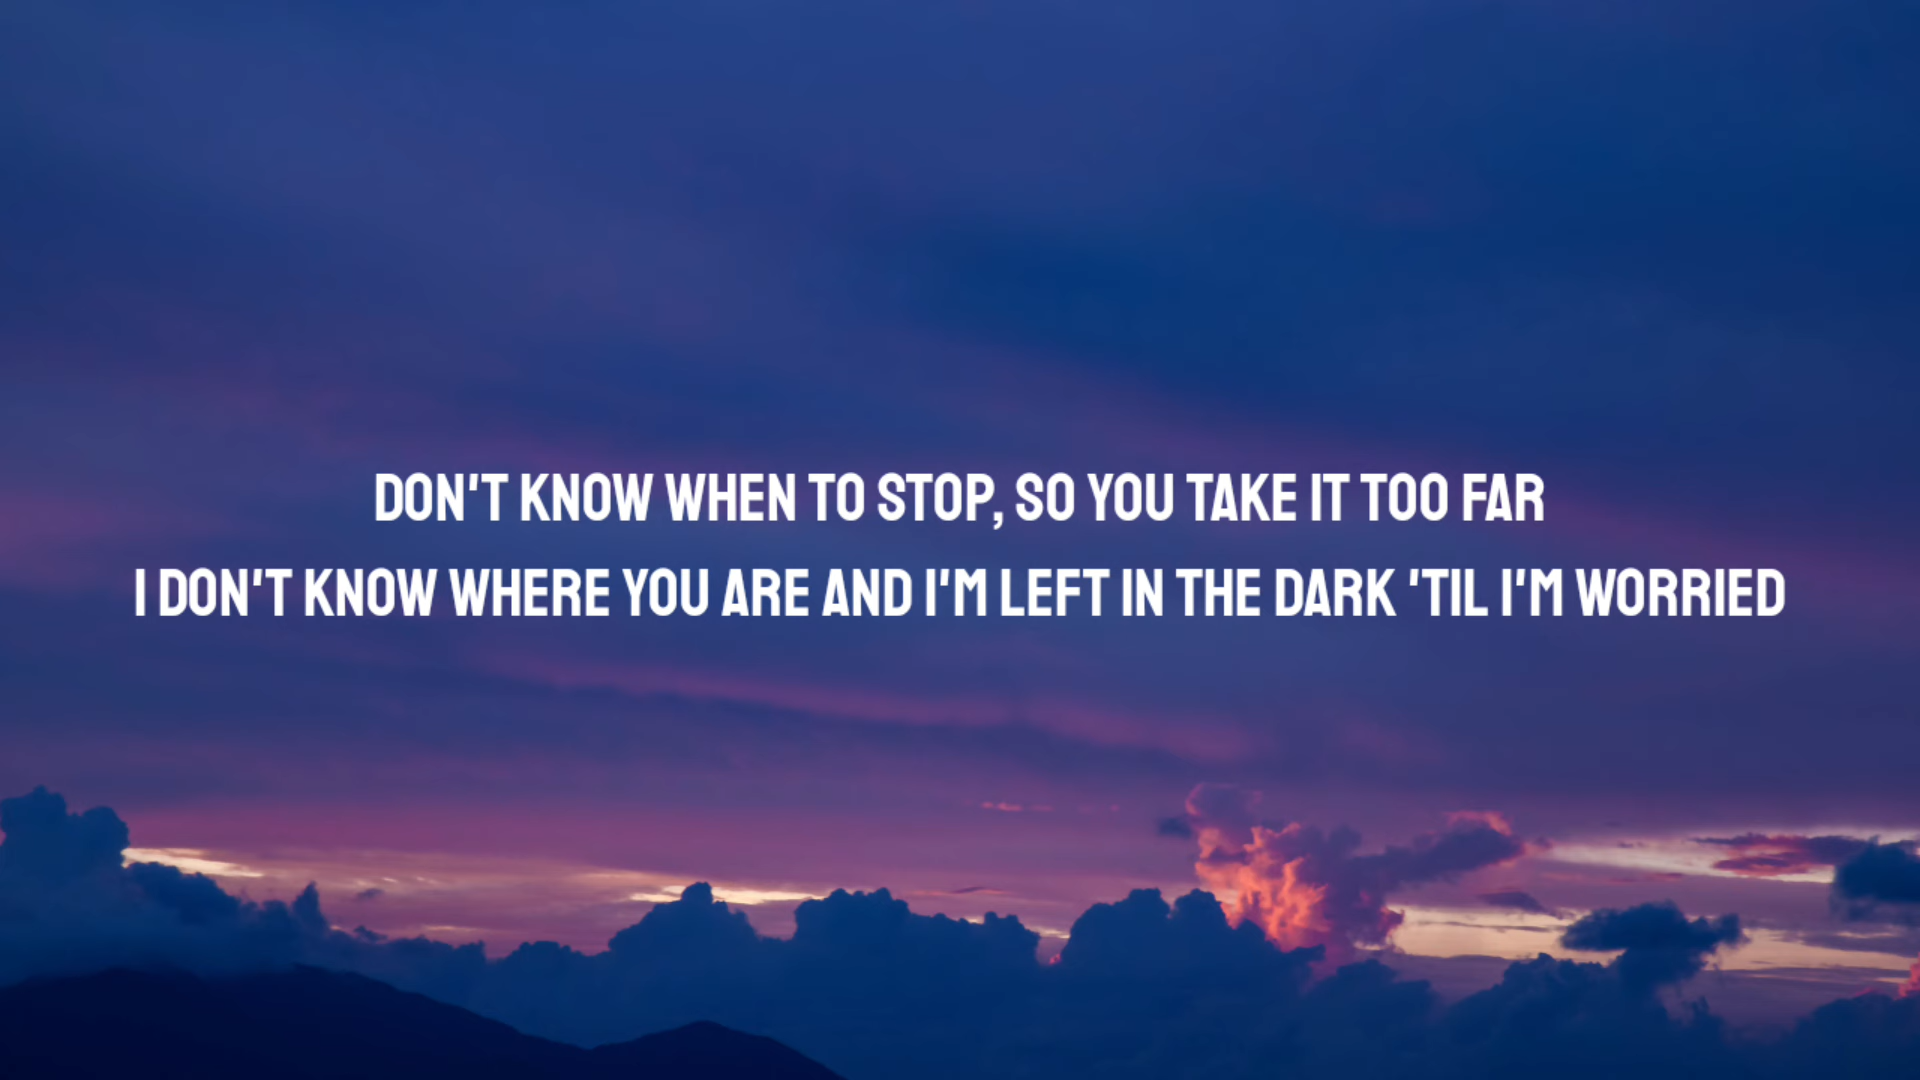 DON'T KNOW WHEN TO STOP, SO YOU TAKE IT TOO FAR
I DON'T KNOW WHERE YOU ARE AND I'M LEFT IN THE DARK 'TIL I'M WORRIED